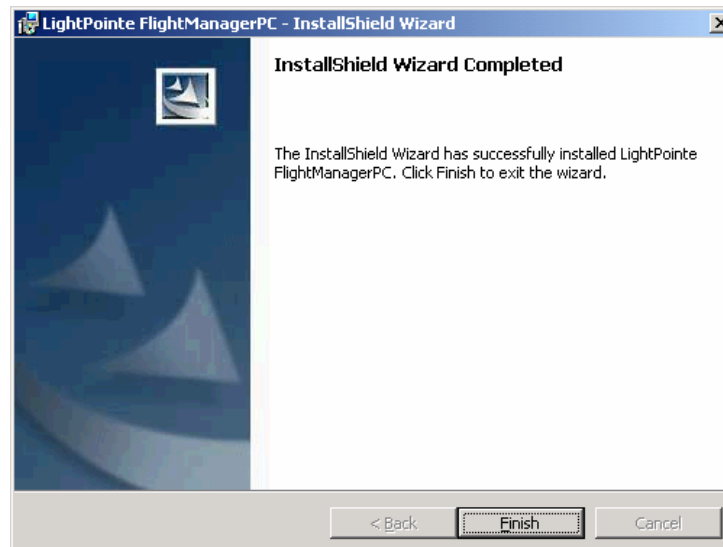 LightPointe FlightManagerPC - InstallShield Wizard
InstallShield Wizard Completed
The InstallShield Wizard has successfully installed LightPointe
FlightManagerPC. Click Finish to exit the wizard.
< Back Finish Cancel